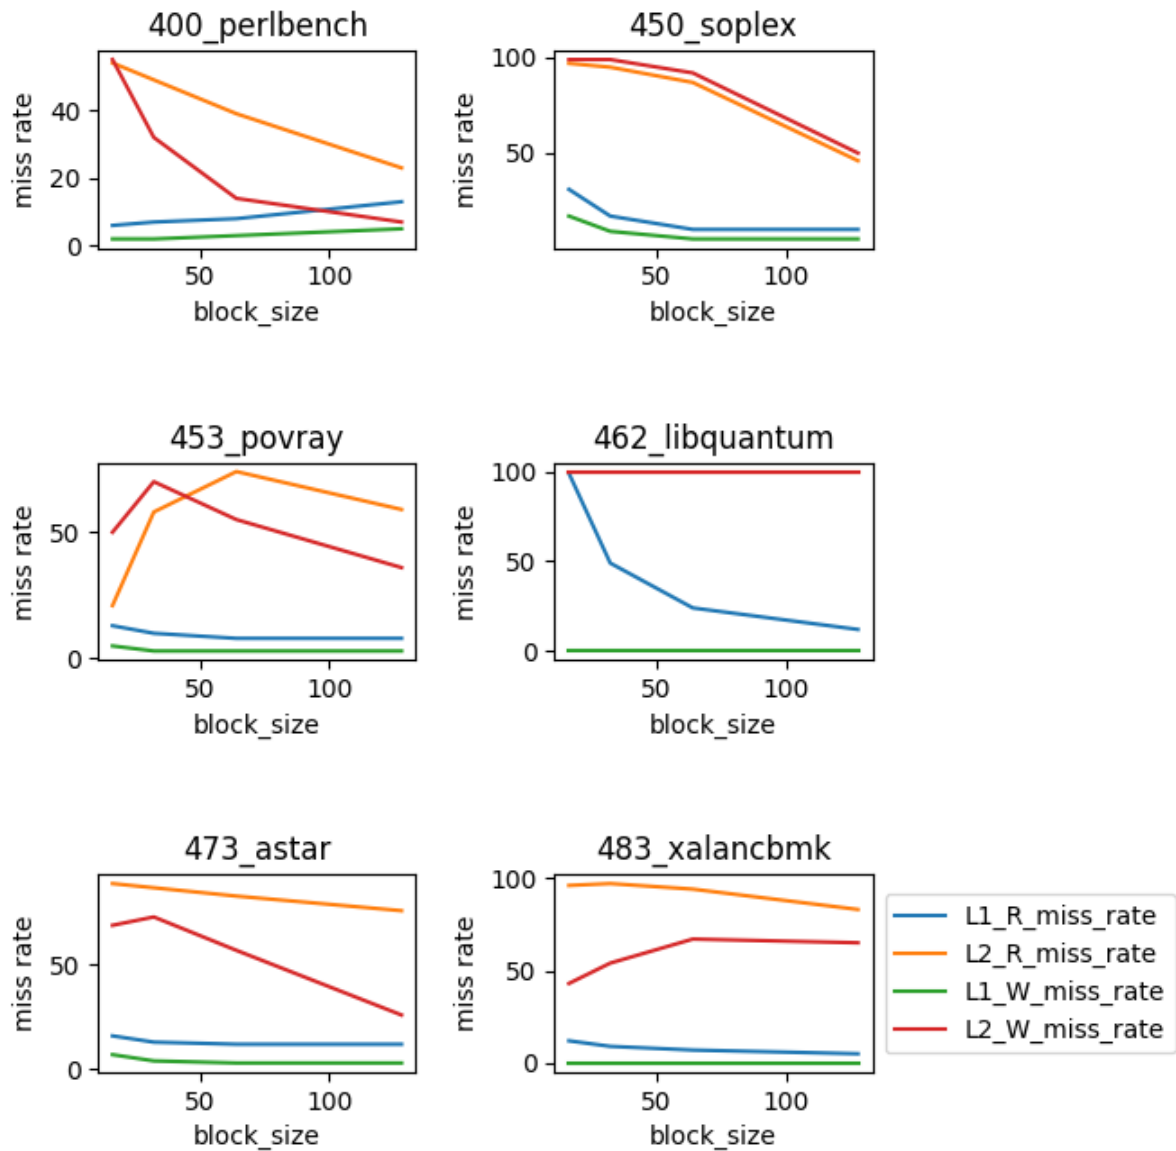 400_perlbench
450_soplex
miss rate
40
20
0
50
100
block_size
miss rate
100
50
50
100
block_size
453_povray
462_libquantum
miss rate
50
0
50
100
block_size
miss rate
100
50
0
50
100
block_size
473_astar
483_xalancbmk
miss rate
50
0
50
100
block_size
miss rate
100
50
0
50
100
block_size
L1_R_miss_rate
L2_R_miss_rate
L1_W_miss_rate
L2_W_miss_rate